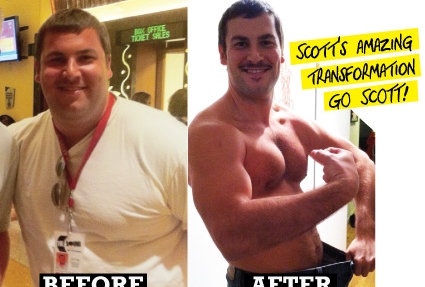 BOX OFFICE
TICKET SALES
SCOTT'S AMAZING
TRANSFORMATION
GO SCOTT!
BEFORE
AFTER